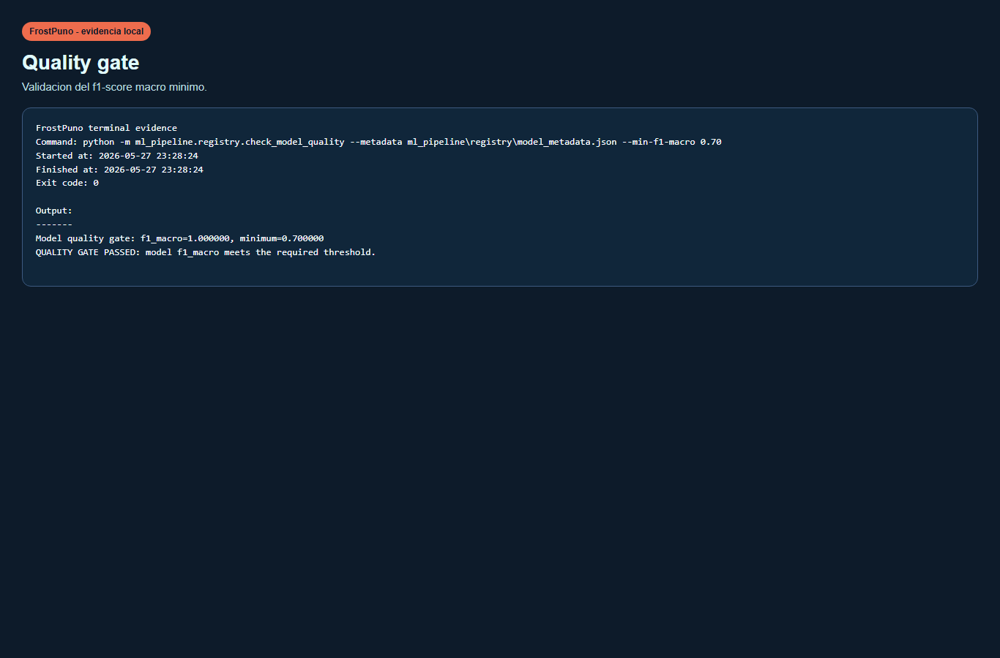 FrostPuno - evidencia local
Quality gate
Validacion del f1-score macro minimo.
FrostPuno terminal evidence
Command: python -m ml_pipeline.registry.check_model_quality --metadata ml_pipeline\registry\model_metadata.json --min-f1-macro 0.70
Started at: 2026-05-27 23:28:24
Finished at: 2026-05-27 23:28:24
Exit code: 0
Output:
-------
Model quality gate: f1_macro=1.000000, minimum=0.700000
QUALITY GATE PASSED: model f1_macro meets the required threshold.